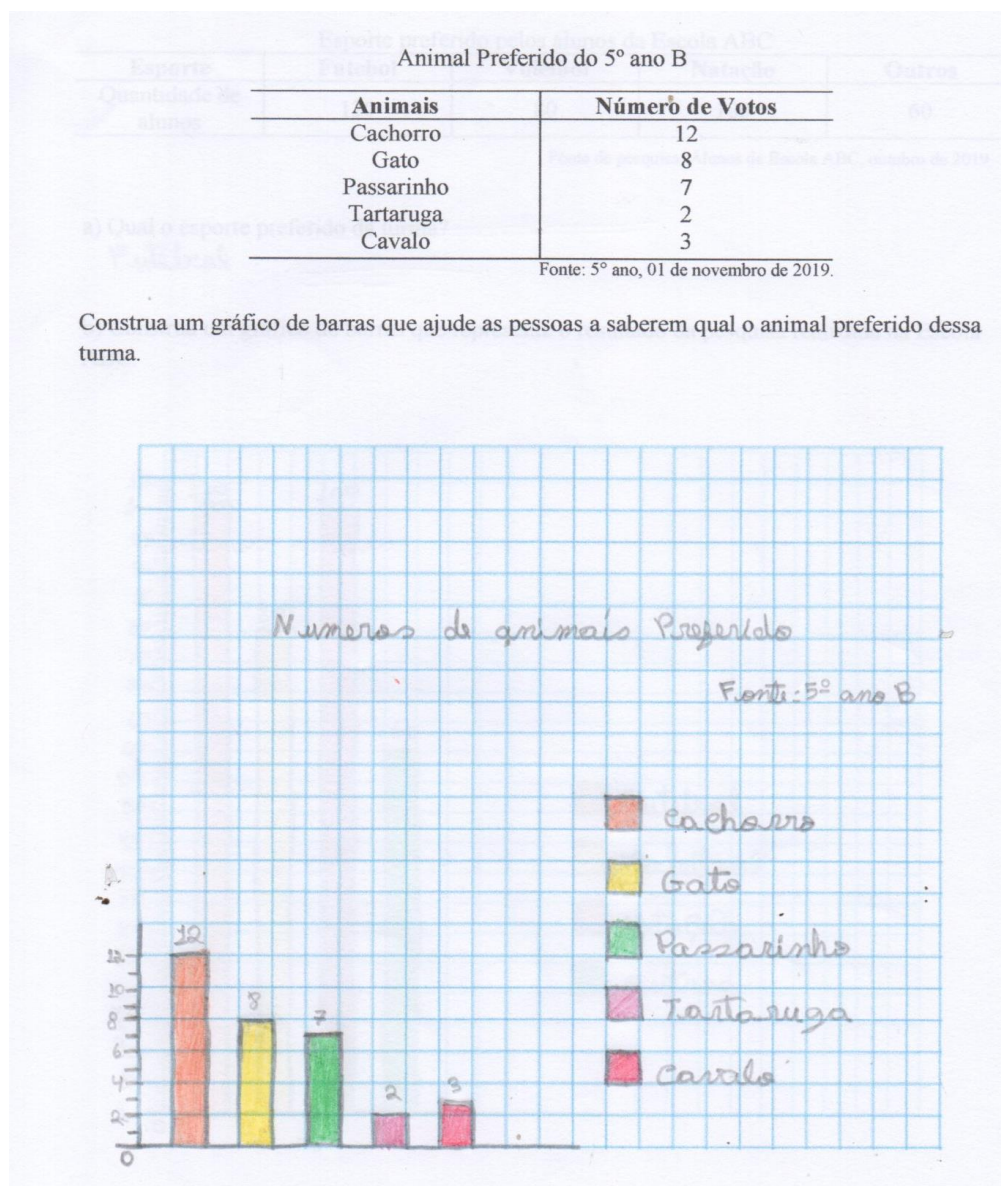 Animal Preferido do 5º ano B
Animais Número de Votos
Cachorro 12
Gato 8
Passarinho 7
Tartaruga 2
Cavalo 3
Fonte: 5º ano, 01 de novembro de 2019.
Construa um gráfico de barras que ajude as pessoas a saberem qual o animal preferido dessa
turma.
Numeros de animais Preferido
Fonte: 5º ano B
Cachorro
Gato
Passarinho
Tartaruga
Cavalo
12
8
7
2
3
12
10
8
6
4
2
0